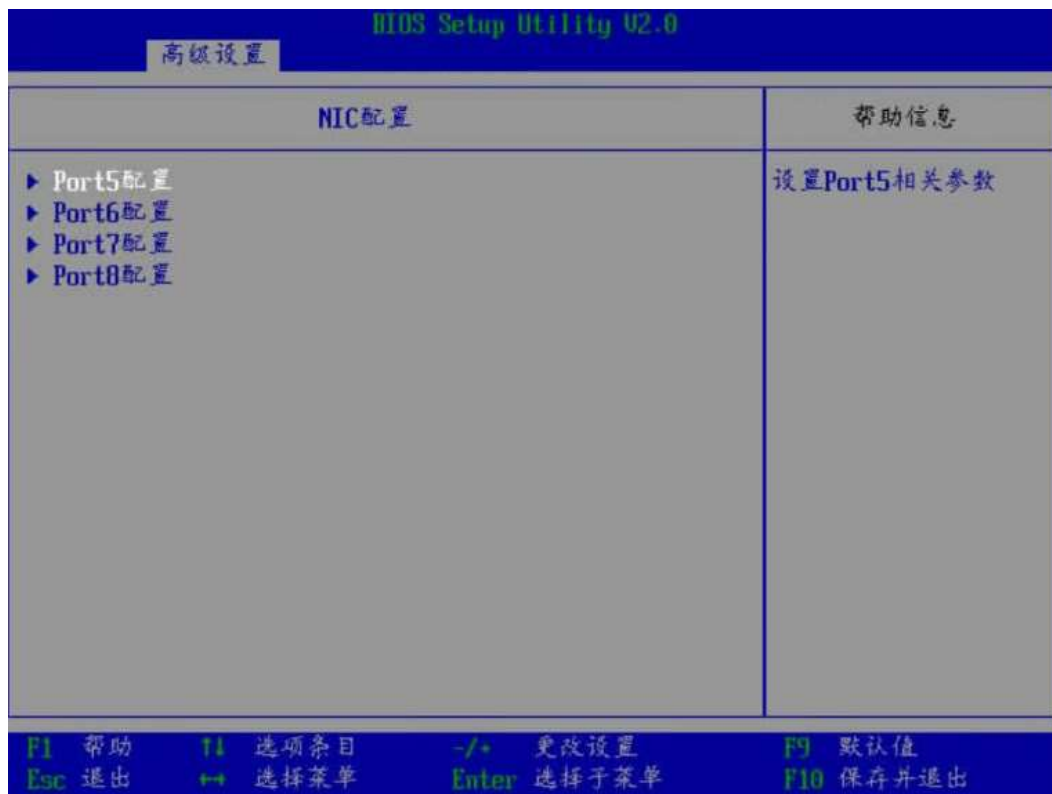 BIOS Setup Utility V2.0
高级设置
NIC配置
帮助信息
▶ Port5配置
▶ Port6配置
▶ Port7配置
▶ Port8配置
设置Port5相关参数
F1 帮助 ↑↓ 选项条目 -/+ 更改设置 F9 默认值
Esc 退出 ←→ 选择菜单 Enter 选择子菜单 F10 保存并退出